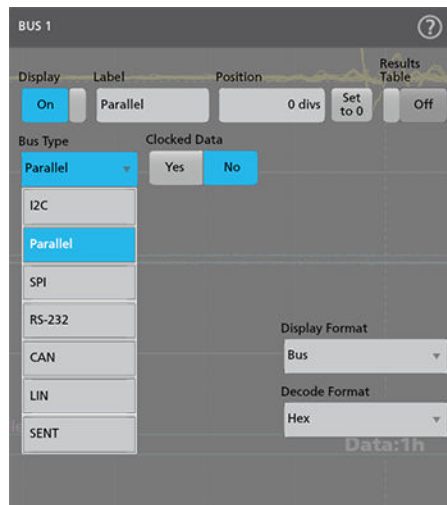 BUS 1
?
Display Label Position Results Table
On Parallel 0 divs Set to 0 Off
Bus Type Clocked Data
Parallel Yes No
I2C
Parallel
SPI
RS-232
CAN
LIN
SENT
Display Format
Bus
Decode Format
Hex
Data:1h